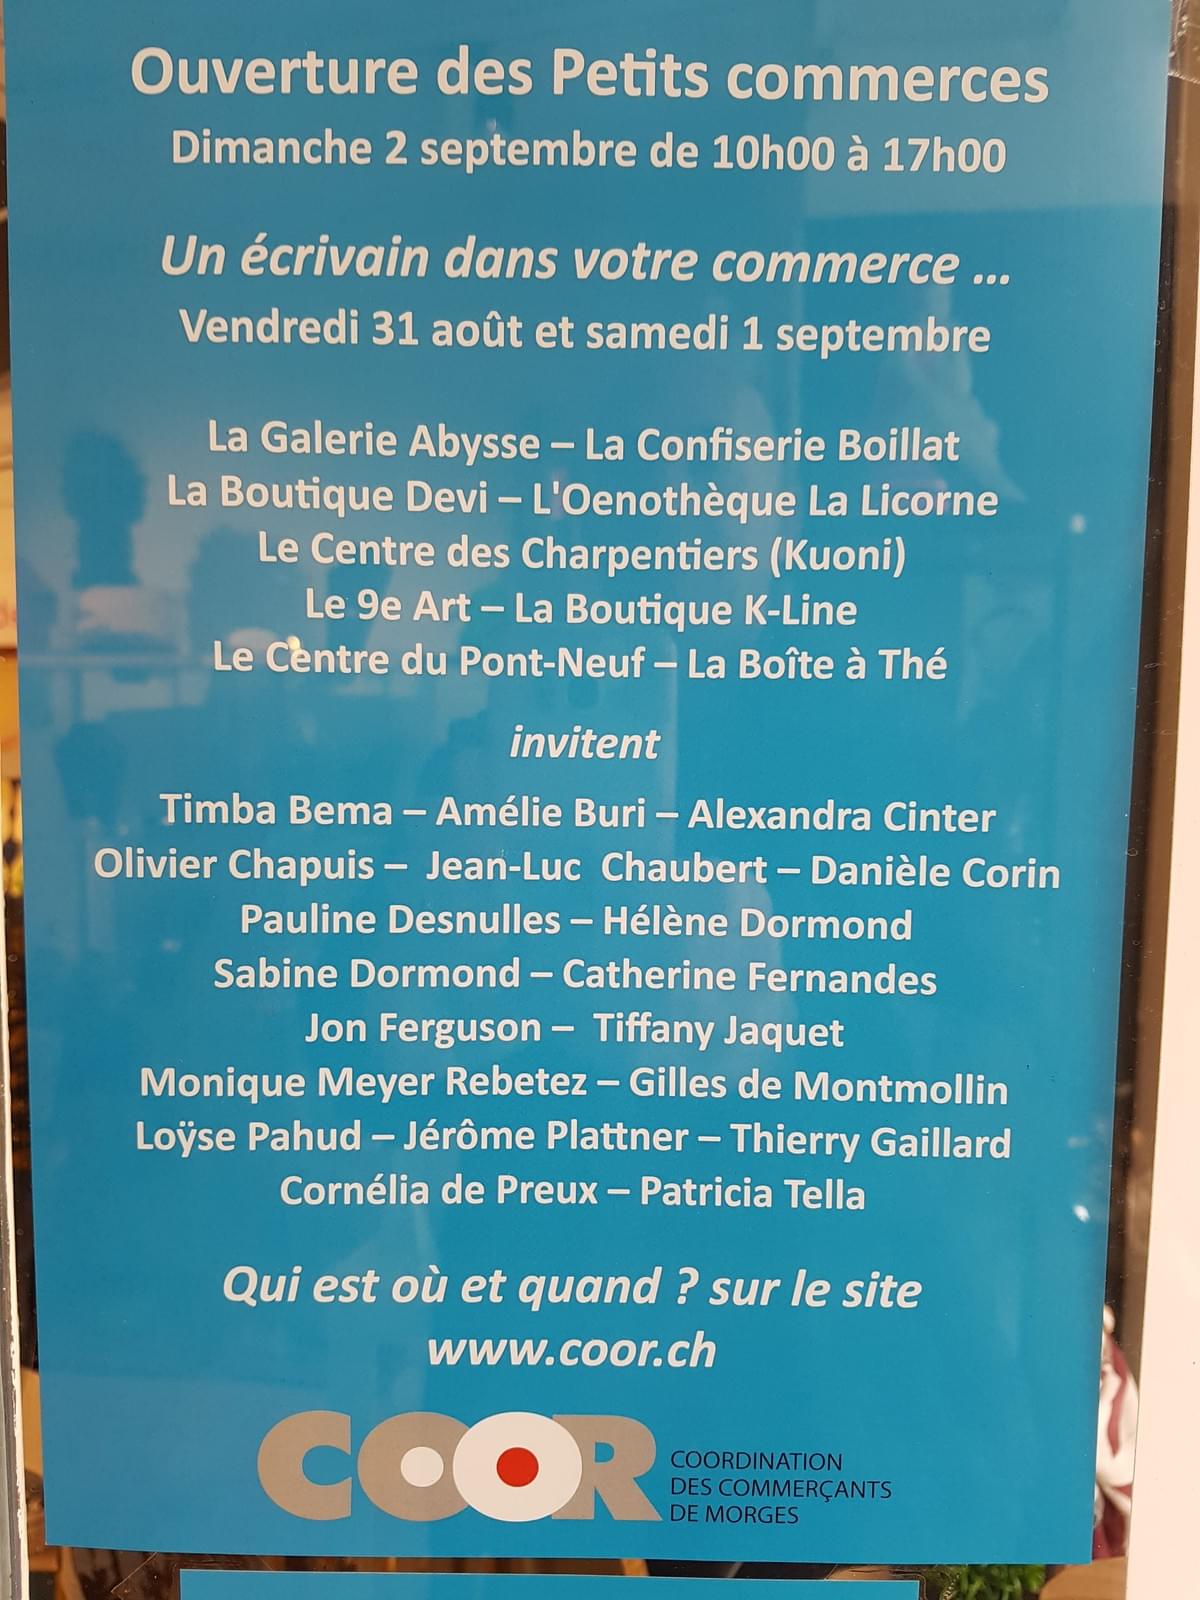 Ouverture des Petits commerces
Dimanche 2 septembre de 10h00 à 17h00
Un écrivain dans votre commerce ...
Vendredi 31 août et samedi 1 septembre
La Galerie Abysse – La Confiserie Boillat
La Boutique Devi – L'Oenothèque La Licorne
Le Centre des Charpentiers (Kuoni)
Le 9e Art – La Boutique K-Line
Le Centre du Pont-Neuf – La Boîte à Thé
invitent
Timba Bema – Amélie Buri – Alexandra Cinter
Olivier Chapuis – Jean-Luc Chaubert – Danièle Corin
Pauline Desnulles – Hélène Dormond
Sabine Dormond – Catherine Fernandes
Jon Ferguson – Tiffany Jaquet
Monique Meyer Rebetez – Gilles de Montmollin
Loÿse Pahud – Jérôme Plattner – Thierry Gaillard
Cornélia de Preux – Patricia Tella
Qui est où et quand ? sur le site
www.coor.ch
COOR
COORDINATION
DES COMMERÇANTS
DE MORGES